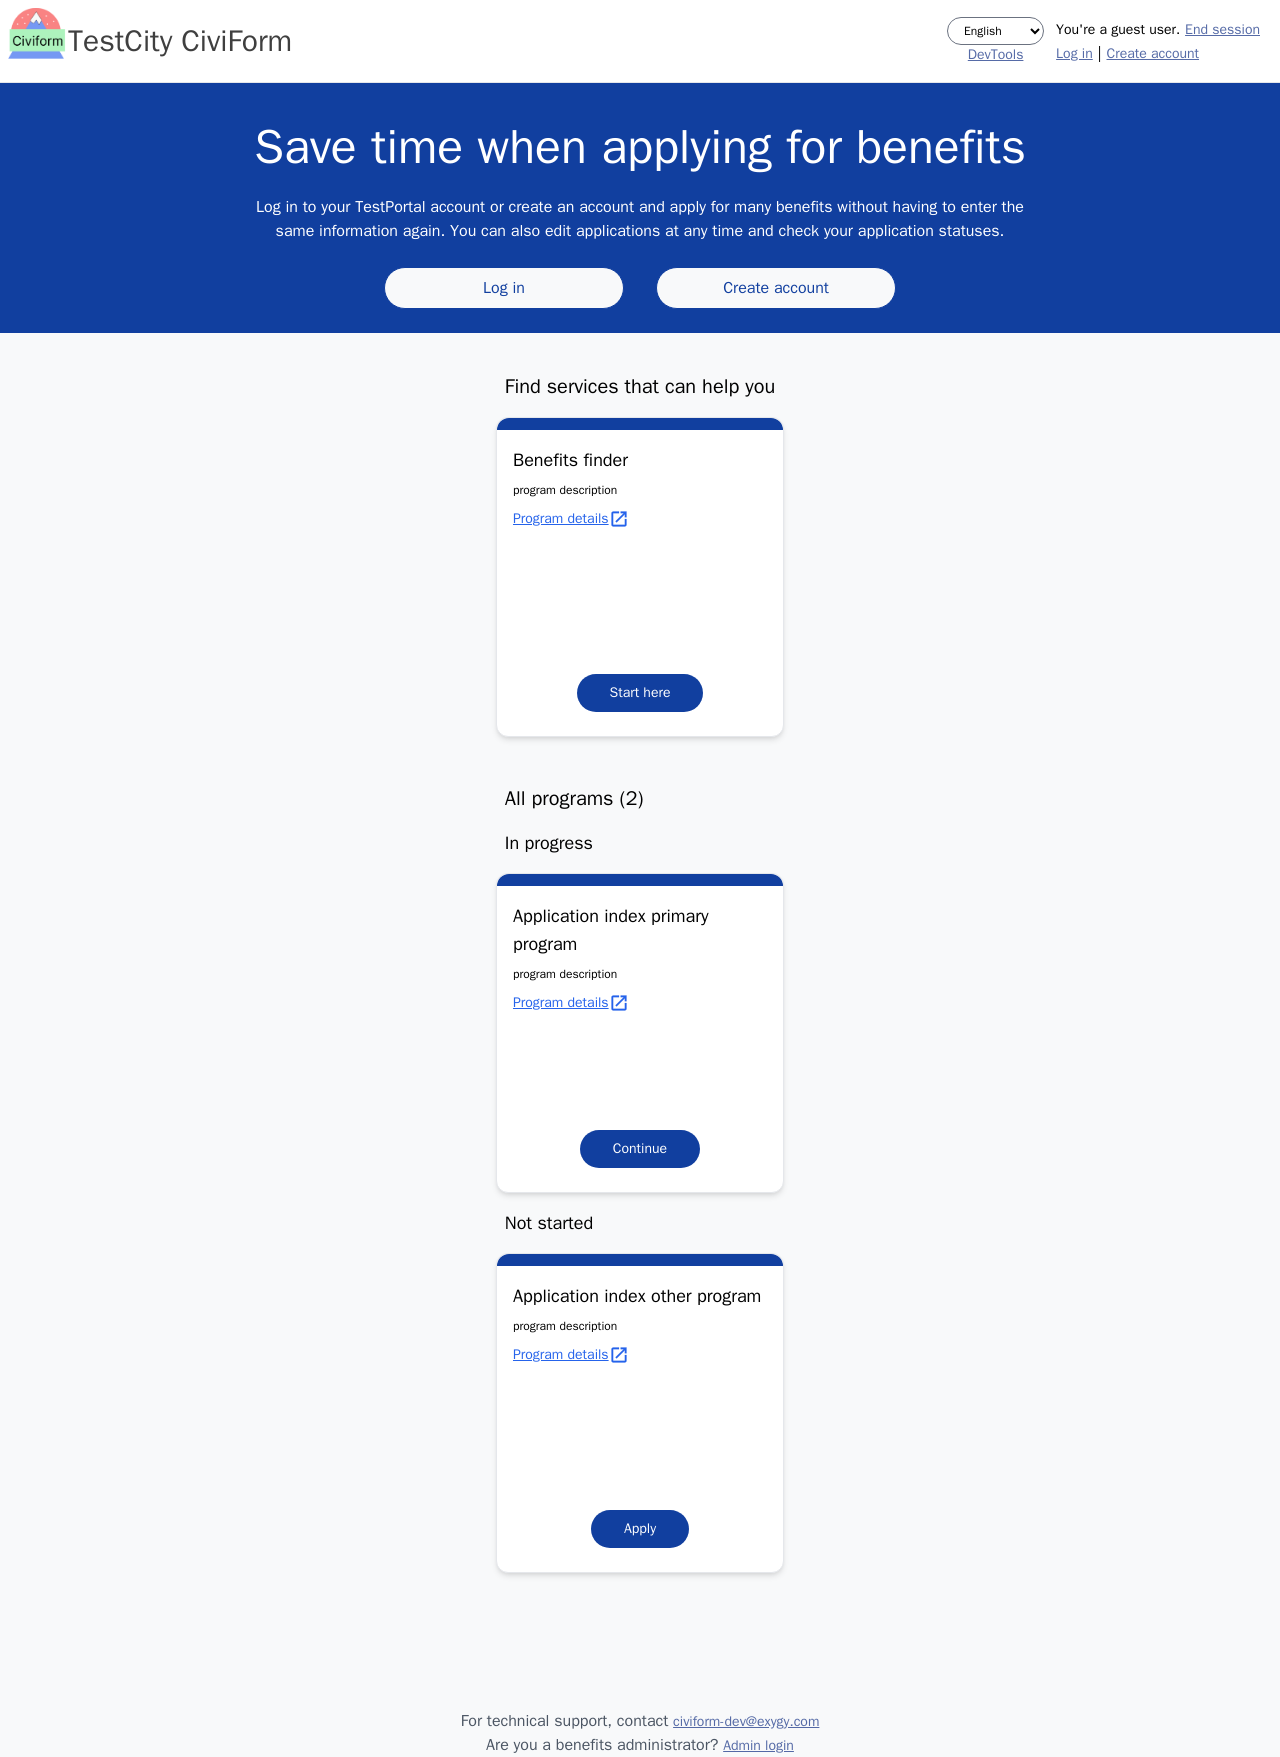 Civiform
TestCity CiviForm
English
DevTools
You're a guest user. End session
Log in | Create account
Save time when applying for benefits
Log in to your TestPortal account or create an account and apply for many benefits without having to enter the
same information again. You can also edit applications at any time and check your application statuses.
Log in
Create account
Find services that can help you
Benefits finder
program description
Program details
Start here
All programs (2)
In progress
Application index primary
program
program description
Program details
Continue
Not started
Application index other program
program description
Program details
Apply
For technical support, contact civiform-dev@exygy.com
Are you a benefits administrator? Admin login